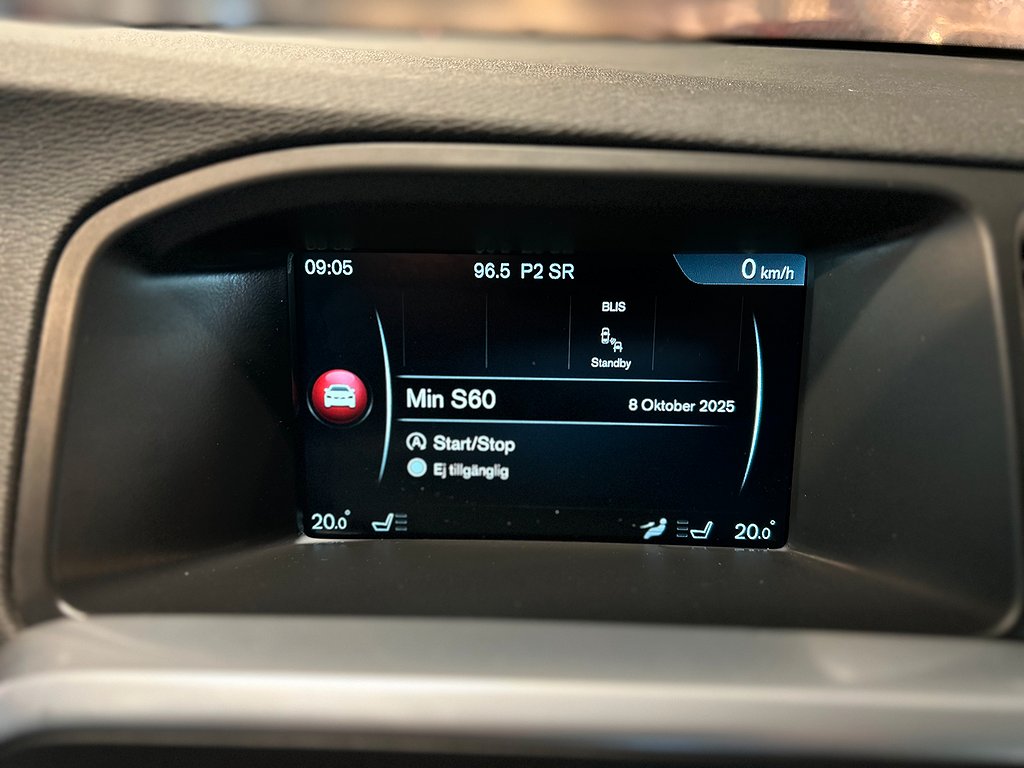 09:05 96.5 P2 SR 0 km/h
BLIS
Standby
Min S60 8 Oktober 2025
Start/Stop
Ej tillgänglig
20.0° 20.0°